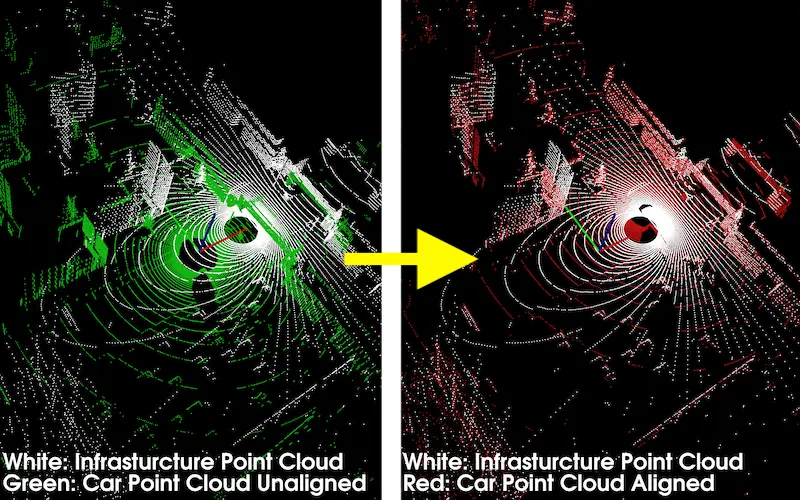 White: Infrasturcture Point Cloud
Green: Car Point Cloud Unaligned
White: Infrasturcture Point Cloud
Red: Car Point Cloud Aligned